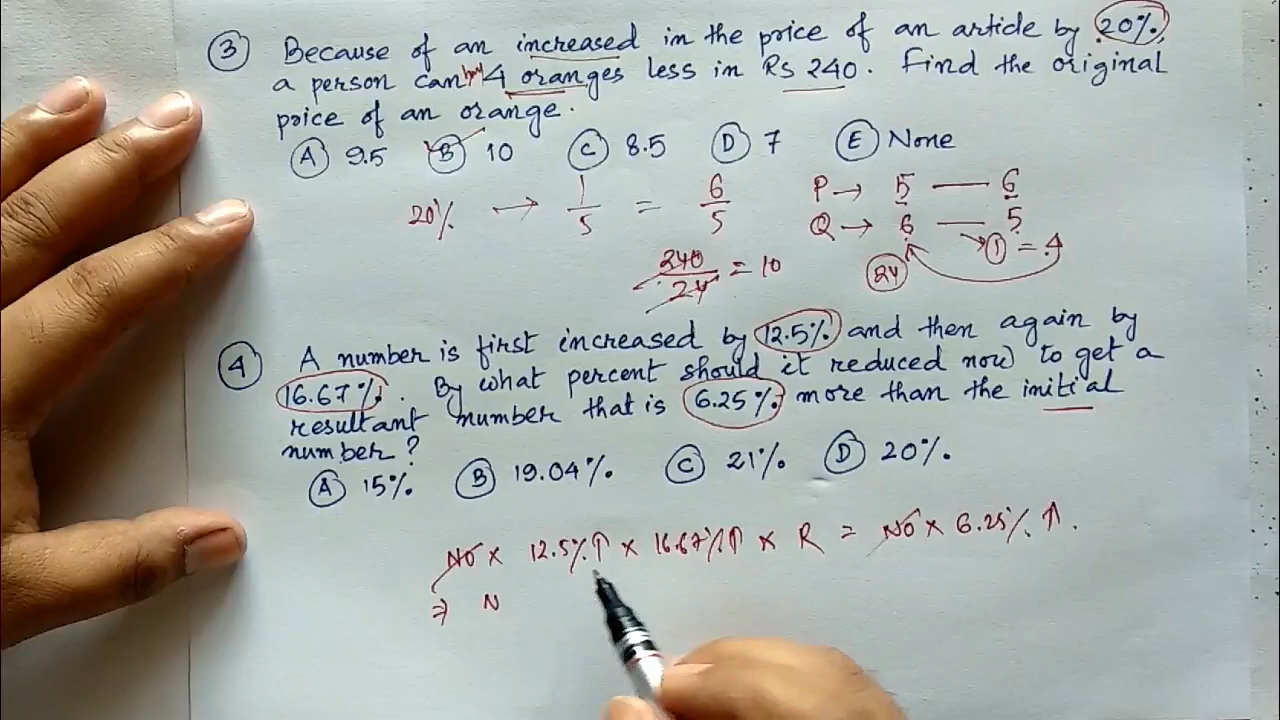 ③ Because of an increased in the price of an article by 20%.
a person can buy 4 oranges less in Rs 240. Find the original
price of an orange.
Ⓐ 9.5 Ⓑ 10 Ⓒ 8.5 Ⓓ 7 Ⓔ None
20% → 1/5 = 6/5
P → 5 — 6
Q → 6 — 5
→ ① = 4
240/24 = 10
24
④ A number is first increased by 12.5% and then again by
16.67%. By what percent should it reduced now to get a
resultant number that is 6.25% more than the initial
number?
Ⓐ 15% Ⓑ 19.04% Ⓒ 21% Ⓓ 20%.
No × 12.5%↑ × 16.67%↑ × R = No × 6.25%↑.
⇒ N